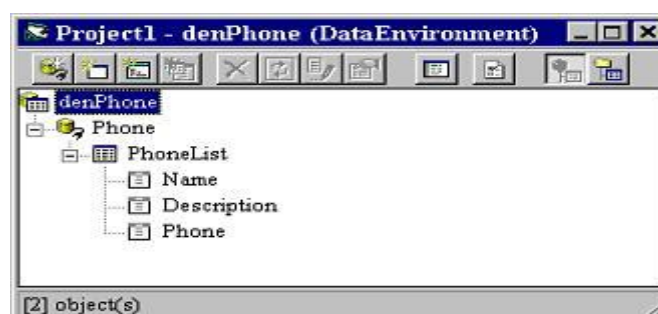 Project1 - denPhone (DataEnvironment)
denPhone
Phone
PhoneList
Name
Description
Phone
[2] object(s)